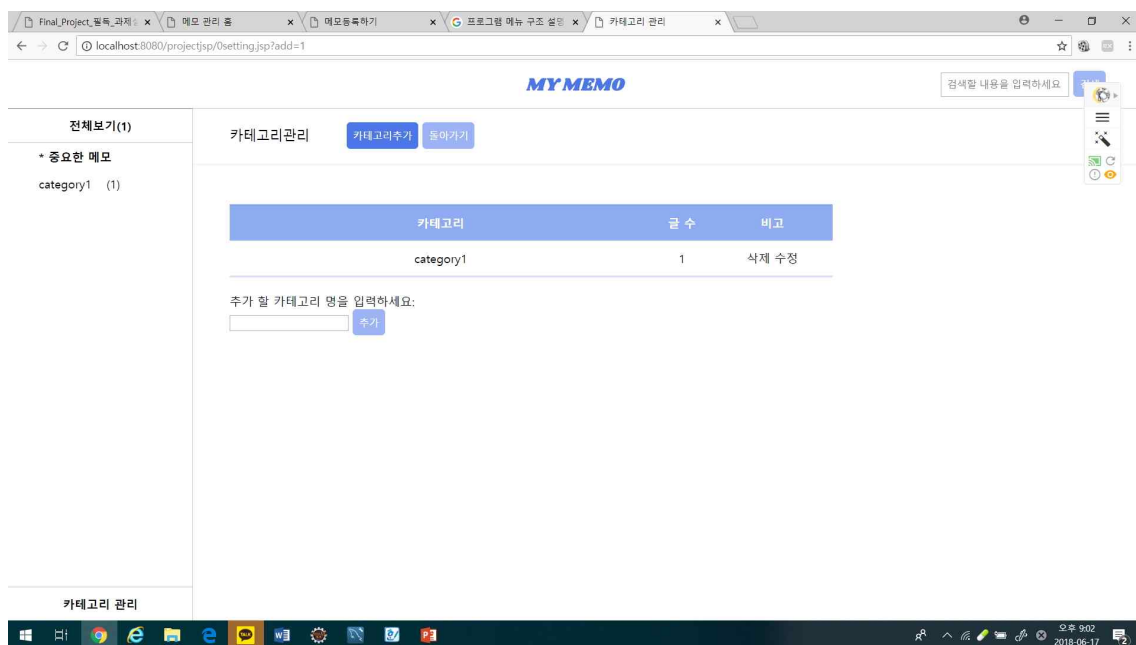 Final_Project_필독_과제
메모 관리 홈
메모등록하기
프로그램 메뉴 구조 설명
카테고리 관리
localhost:8080/projectjsp/0setting.jsp?add=1
MY MEMO
검색할 내용을 입력하세요
전체보기(1)
카테고리관리 카테고리추가 돌아가기
* 중요한 메모
category1 (1)
카테고리 글 수 비고
category1 1 삭제 수정
추가 할 카테고리 명을 입력하세요:
추가
카테고리 관리
오후 9:02
2018-06-17